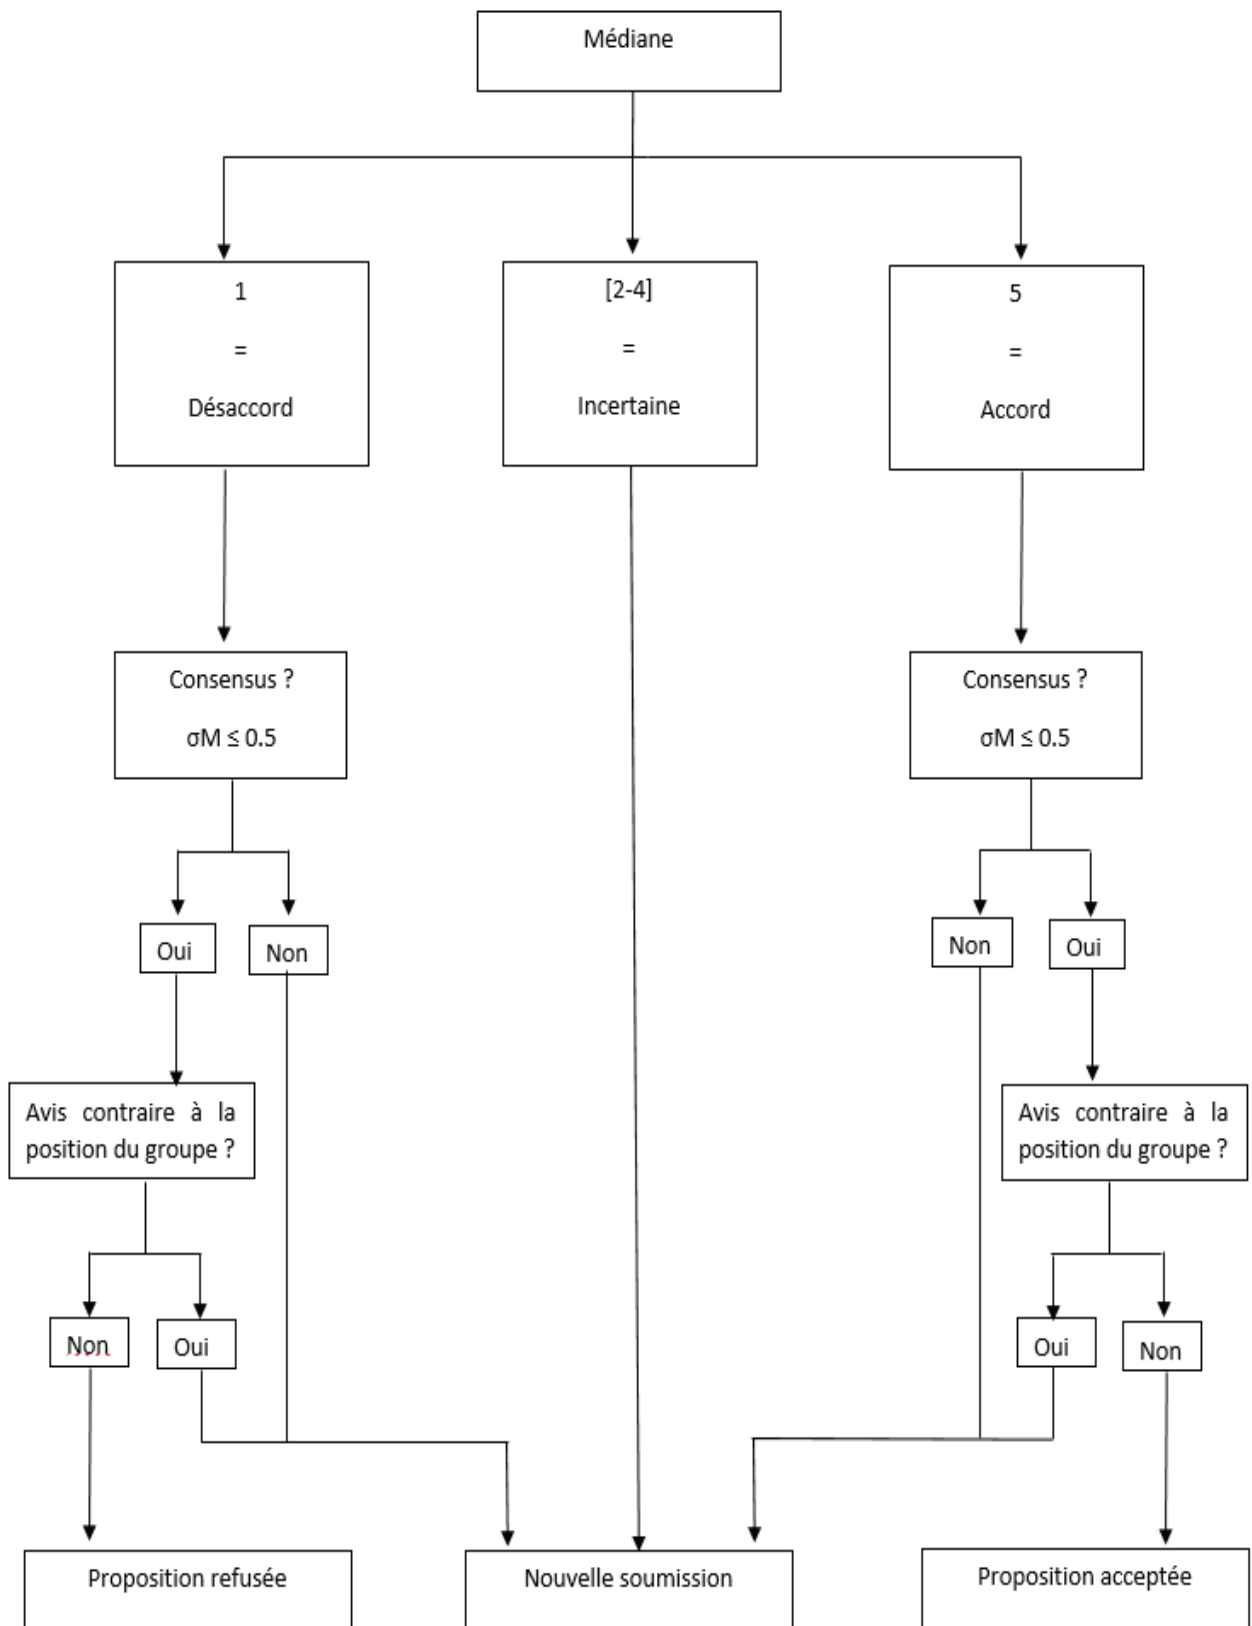 Médiane
1
=
Désaccord
[2-4]
=
Incertaine
5
=
Accord
Consensus ?
σM ≤ 0.5
Consensus ?
σM ≤ 0.5
Oui
Non
Non
Oui
Avis contraire à la
position du groupe ?
Avis contraire à la
position du groupe ?
Non
Oui
Oui
Non
Proposition refusée
Nouvelle soumission
Proposition acceptée